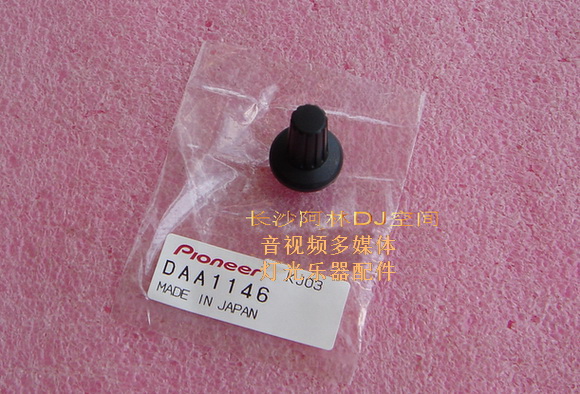 长沙阿林DJ空间
音视频多媒体
灯光乐器配件
Pioneer KJ03
DAA1146
MADE IN JAPAN